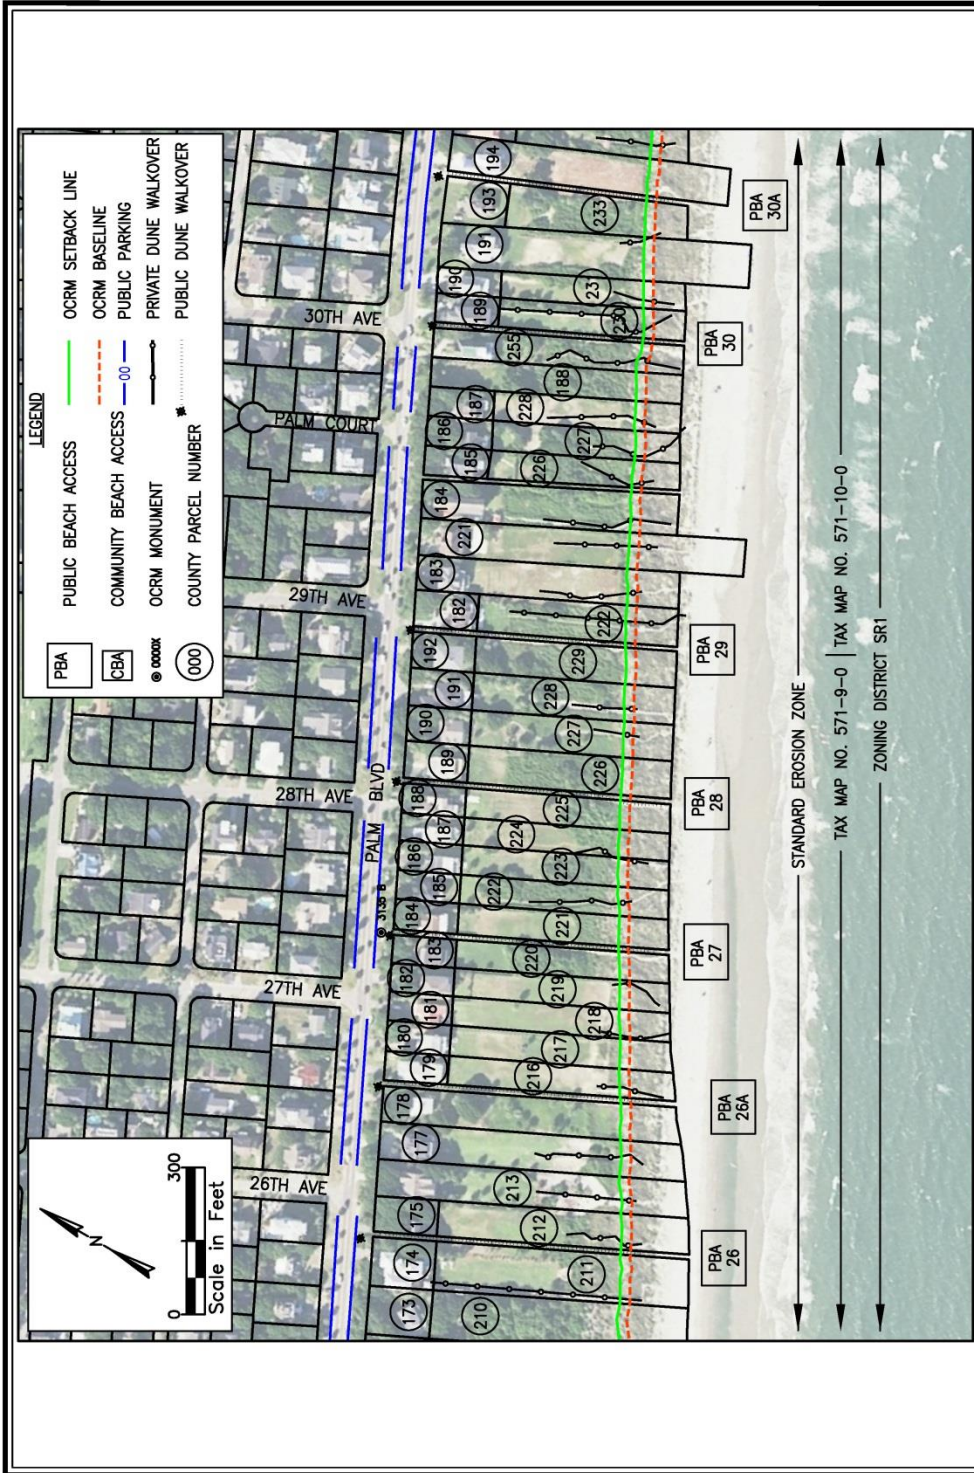 LEGEND
PBA PUBLIC BEACH ACCESS
CBA COMMUNITY BEACH ACCESS
0000X OCRM MONUMENT
000 COUNTY PARCEL NUMBER
OCRM SETBACK LINE
OCRM BASELINE
00 PUBLIC PARKING
PRIVATE DUNE WALKOVER
PUBLIC DUNE WALKOVER
N
0 300
Scale in Feet
26TH AVE
27TH AVE
28TH AVE
29TH AVE
PALM COURT
30TH AVE
PALM BLVD
3138 B
173
174
175
177
178
179
180
181
182
183
184
185
186
187
188
189
190
191
192
182
183
221
184
185
186
187
255
189
190
191
193
194
210
211
212
213
216
217
218
219
220
221
222
223
224
225
226
227
228
229
222
226
227
228
188
230
231
233
PBA
26
PBA
26A
PBA
27
PBA
28
PBA
29
PBA
30
PBA
30A
STANDARD EROSION ZONE
TAX MAP NO. 571-9-0 | TAX MAP NO. 571-10-0
ZONING DISTRICT SR1